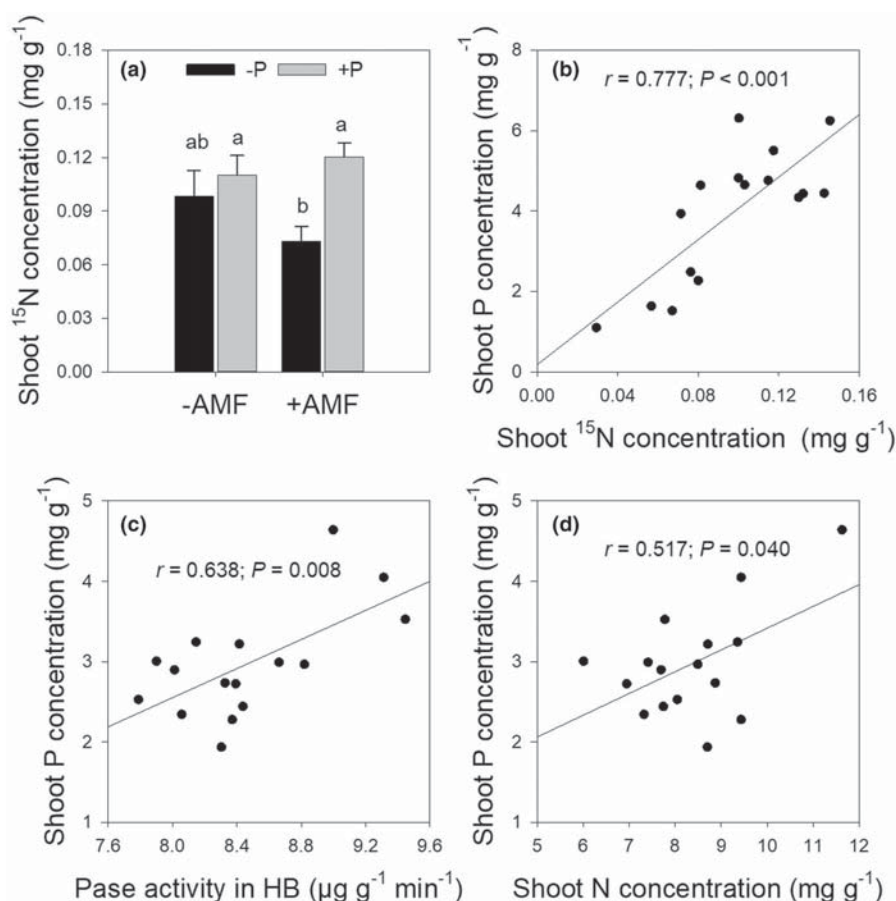 (a)
-P
+P
ab
a
b
a
0.18
0.15
0.12
0.09
0.06
0.03
0.00
Shoot ¹⁵N concentration (mg g⁻¹)
-AMF
+AMF
(b)
r = 0.777; P < 0.001
8
6
4
2
0
Shoot P concentration (mg g⁻¹)
0.00 0.04 0.08 0.12 0.16
Shoot ¹⁵N concentration (mg g⁻¹)
(c)
r = 0.638; P = 0.008
5
4
3
2
1
Shoot P concentration (mg g⁻¹)
7.6 8.0 8.4 8.8 9.2 9.6
Pase activity in HB (µg g⁻¹ min⁻¹)
(d)
r = 0.517; P = 0.040
5
4
3
2
1
Shoot P concentration (mg g⁻¹)
5 6 7 8 9 10 11 12
Shoot N concentration (mg g⁻¹)